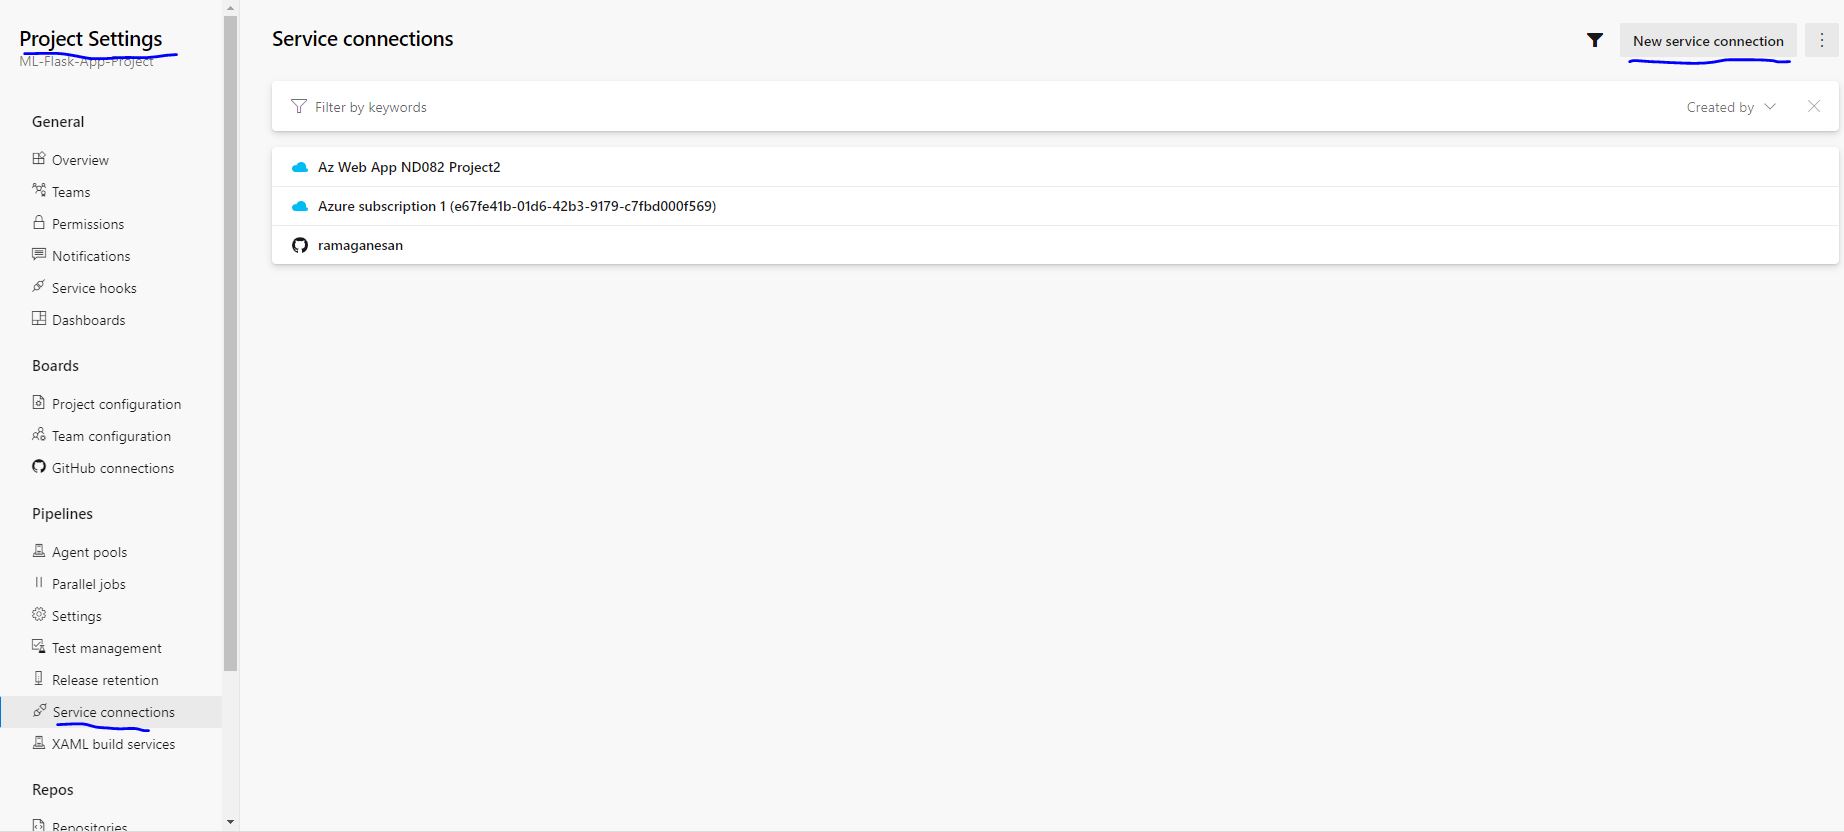 Project Settings
ML-Flask-App-Project
General
Overview
Teams
Permissions
Notifications
Service hooks
Dashboards
Boards
Project configuration
Team configuration
GitHub connections
Pipelines
Agent pools
Parallel jobs
Settings
Test management
Release retention
Service connections
XAML build services
Repos
Repositories
Service connections
New service connection
Filter by keywords
Created by
Az Web App ND082 Project2
Azure subscription 1 (e67fe41b-01d6-42b3-9179-c7fbd000f569)
ramaganesan